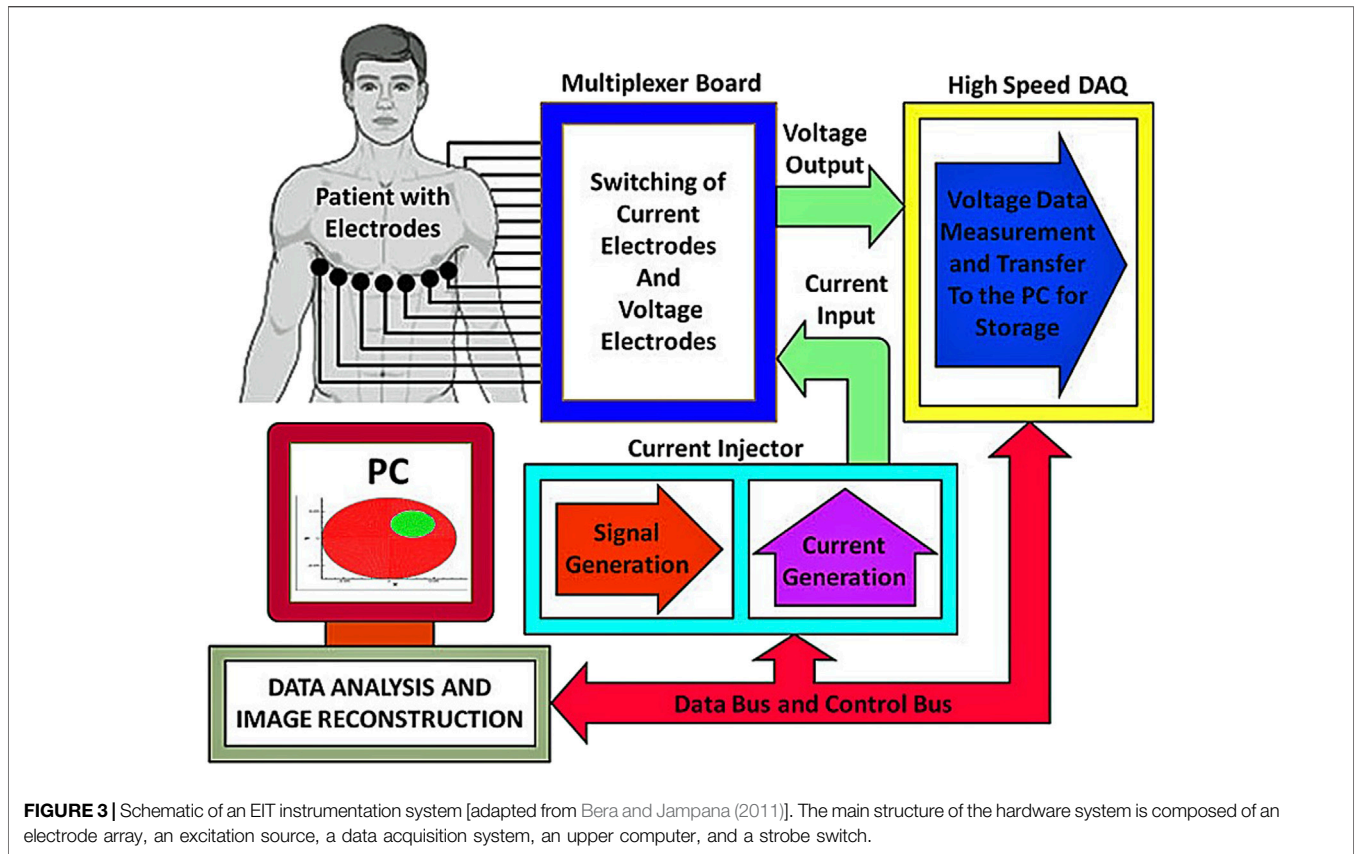 Multiplexer Board
High Speed DAQ
Patient with
Electrodes
Switching of
Current
Electrodes
And
Voltage
Electrodes
Voltage
Output
Current
Input
Voltage Data
Measurement
and Transfer
To the PC for
Storage
Current Injector
PC
Signal
Generation
Current
Generation
DATA ANALYSIS AND
IMAGE RECONSTRUCTION
Data Bus and Control Bus
FIGURE 3 | Schematic of an EIT instrumentation system [adapted from Bera and Jampana (2011)]. The main structure of the hardware system is composed of an
electrode array, an excitation source, a data acquisition system, an upper computer, and a strobe switch.